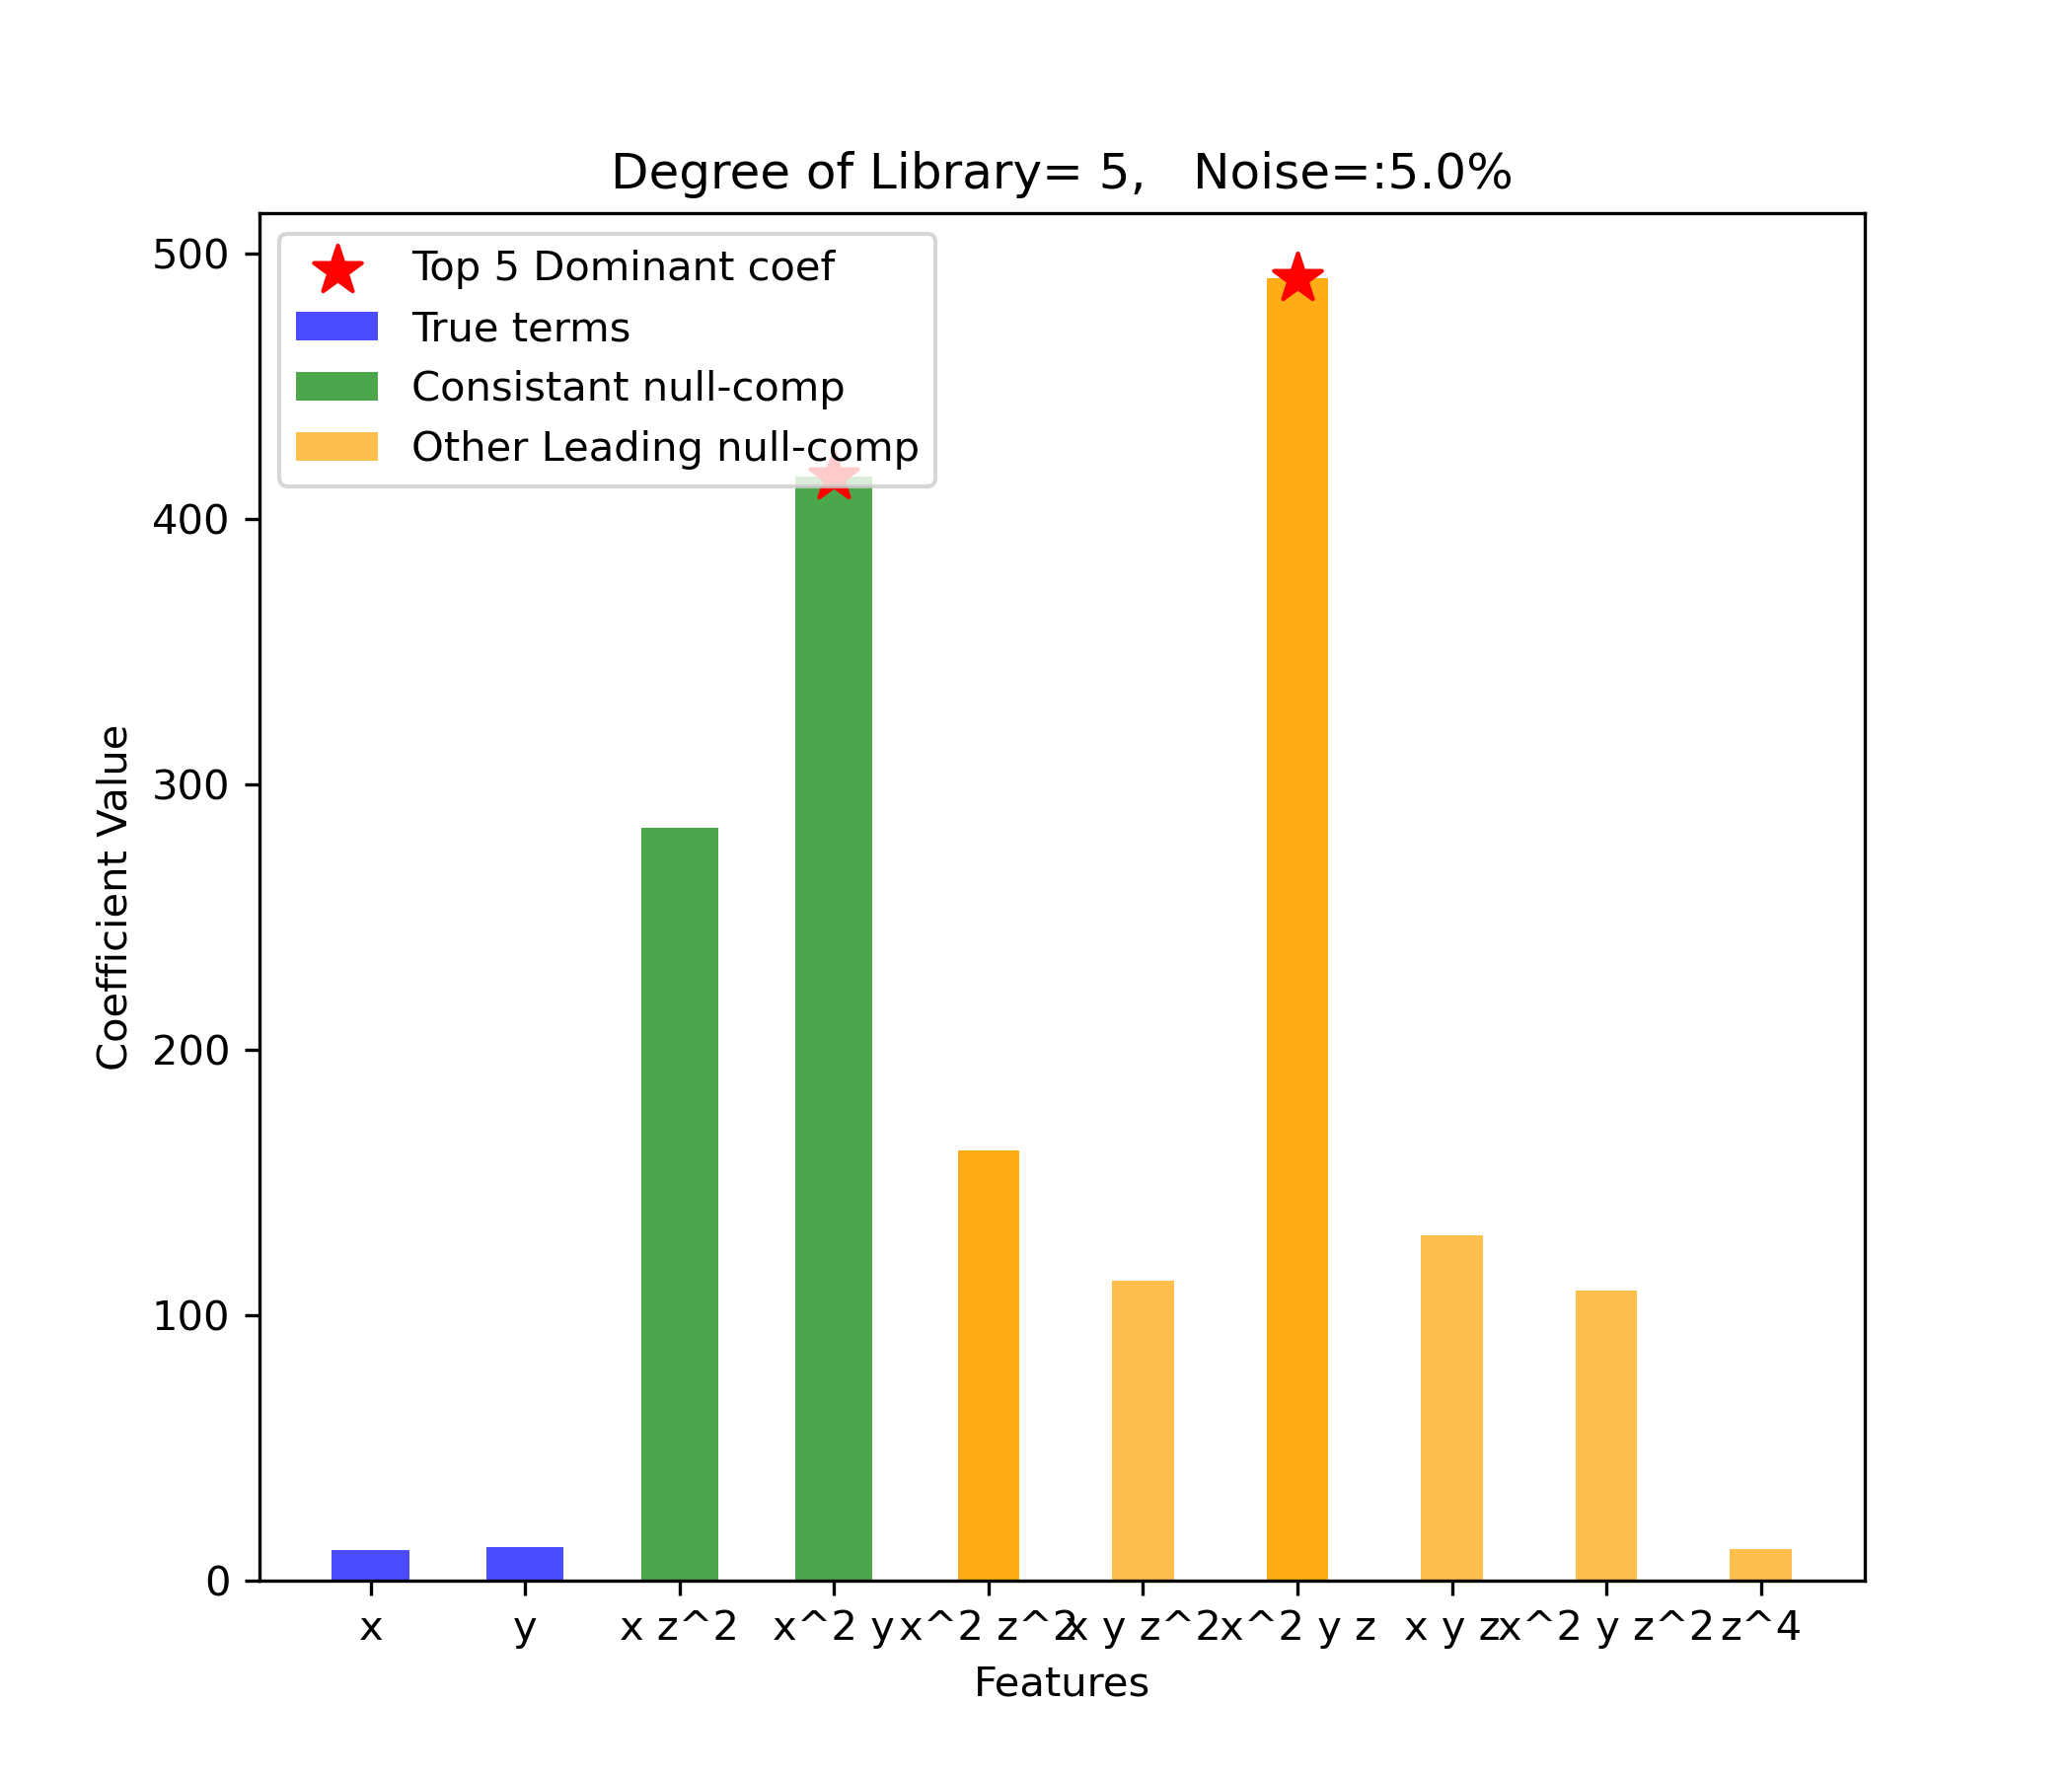 Degree of Library= 5,   Noise=:5.0%
Top 5 Dominant coef
True terms
Consistant null-comp
Other Leading null-comp
500
400
300
200
100
0
Coefficient Value
x
y
x z^2
x^2 y
x^2 z^2
x y z^2
x^2 y z
x y z
x^2 y z^2
z^4
Features